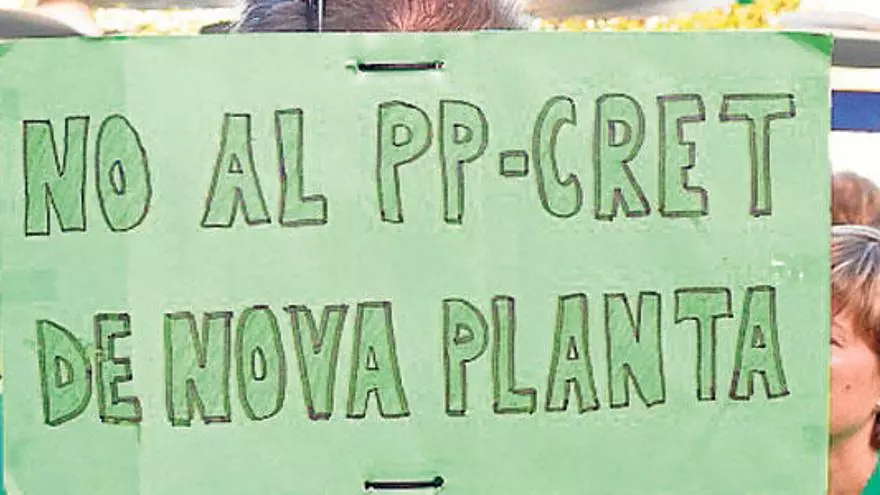 NO AL PP-CRET
DE NOVA PLANTA